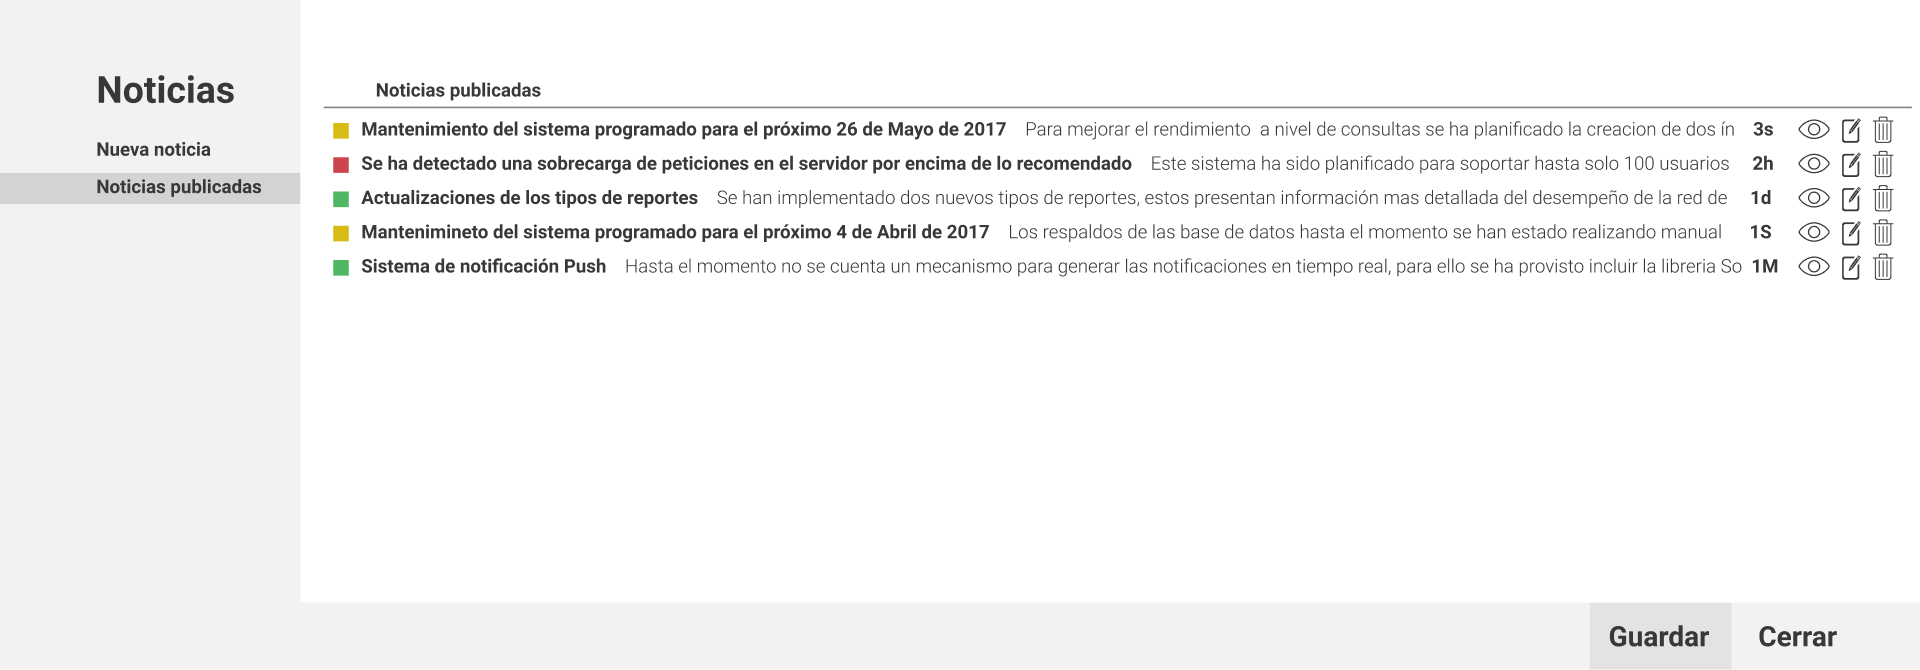 Noticias
Nueva noticia
Noticias publicadas
Noticias publicadas
Mantenimiento del sistema programado para el próximo 26 de Mayo de 2017 Para mejorar el rendimiento a nivel de consultas se ha planificado la creacion de dos ín 3s
Se ha detectado una sobrecarga de peticiones en el servidor por encima de lo recomendado Este sistema ha sido planificado para soportar hasta solo 100 usuarios 2h
Actualizaciones de los tipos de reportes Se han implementado dos nuevos tipos de reportes, estos presentan información mas detallada del desempeño de la red de 1d
Mantenimineto del sistema programado para el próximo 4 de Abril de 2017 Los respaldos de las base de datos hasta el momento se han estado realizando manual 1S
Sistema de notificación Push Hasta el momento no se cuenta un mecanismo para generar las notificaciones en tiempo real, para ello se ha provisto incluir la libreria So 1M
Guardar Cerrar